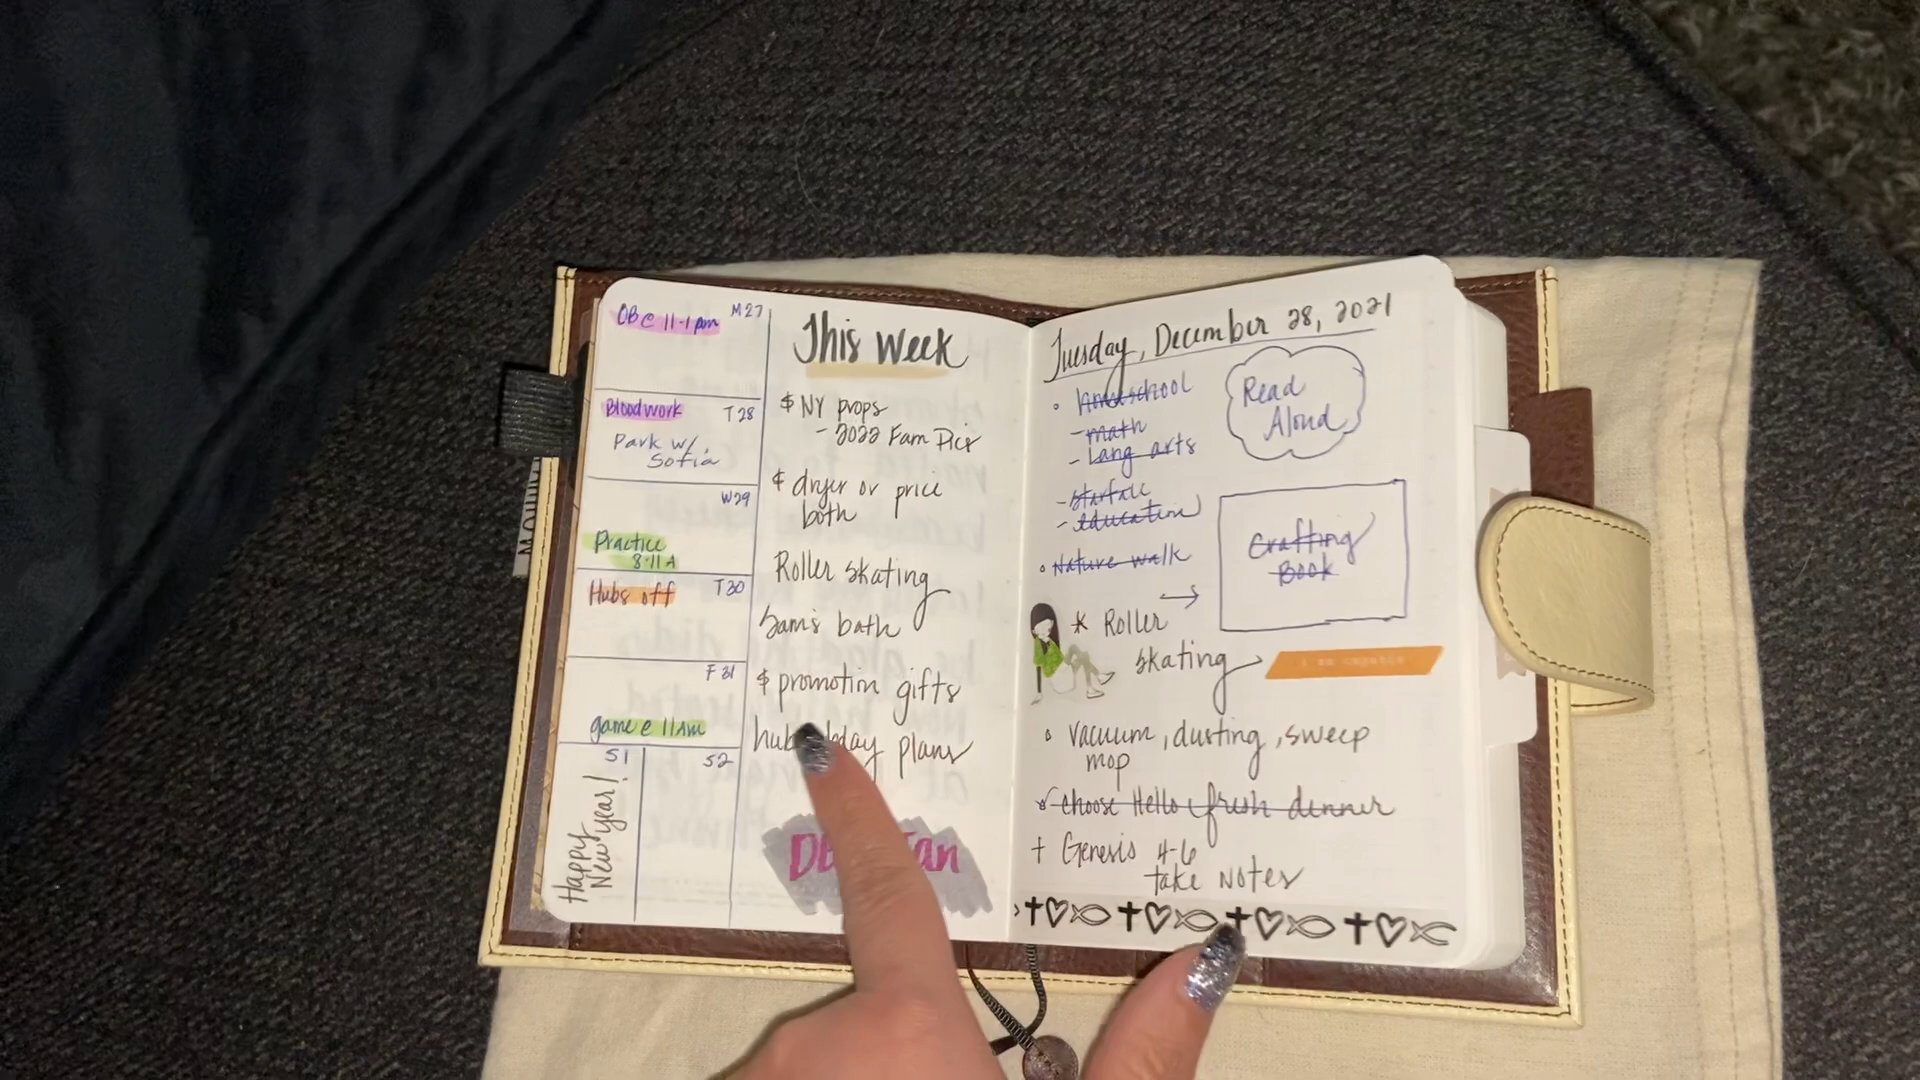 OB @ 11-1pm
M27
Bloodwork
T28
Park w/
Sofia
W29
Practice
8-11A
Hubs off
T30
F31
game @ 11AM
S1
S2
Happy
New Year!
This Week
$ NY props
- 2022 Fam Pics
$ dryer or price
both
Roller skating
Sam's bath
$ promotion gifts
plans
Tuesday, December 28, 2021
homeschool
- math
- Lang arts
- starfall
- education
Nature walk
Read
Aloud
Crafting
Book
→
* Roller
skating
vacuum, dusting, sweep
mop
choose Hello fresh dinner
† Genesis 4-6
take Notes